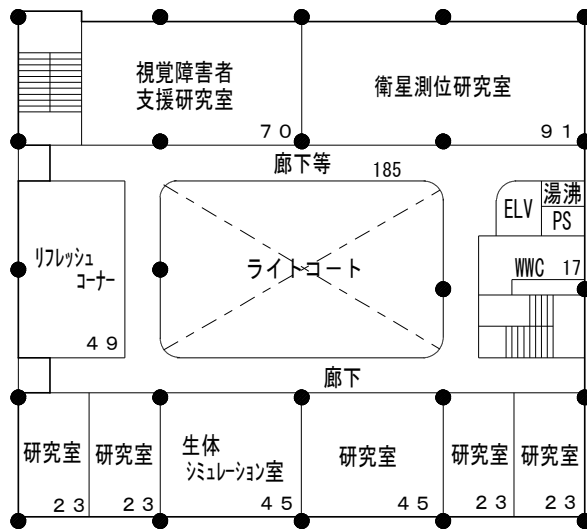 視覚障害者
支援研究室
７０
衛星測位研究室
９１
廊下等
185
湯沸
ELV
PS
リフレッシュ
コーナー
４９
ライトコート
WWC 17
廊下
研究室
２３
研究室
２３
生体
シミュレーション室
４５
研究室
４５
研究室
２３
研究室
２３